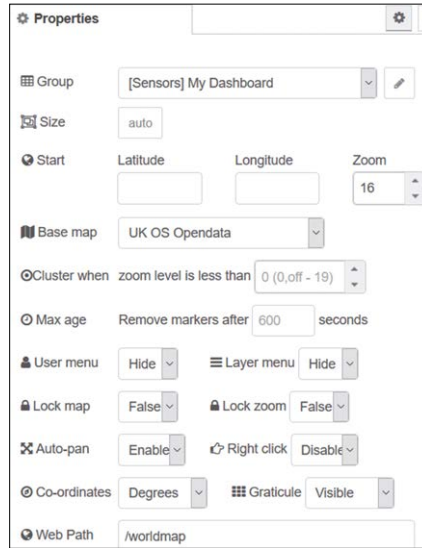 Properties
Group [Sensors] My Dashboard
Size auto
Start Latitude Longitude Zoom
16
Base map UK OS Opendata
Cluster when zoom level is less than 0 (0,off - 19)
Max age Remove markers after 600 seconds
User menu Hide Layer menu Hide
Lock map False Lock zoom False
Auto-pan Enable Right click Disable
Co-ordinates Degrees Graticule Visible
Web Path /worldmap